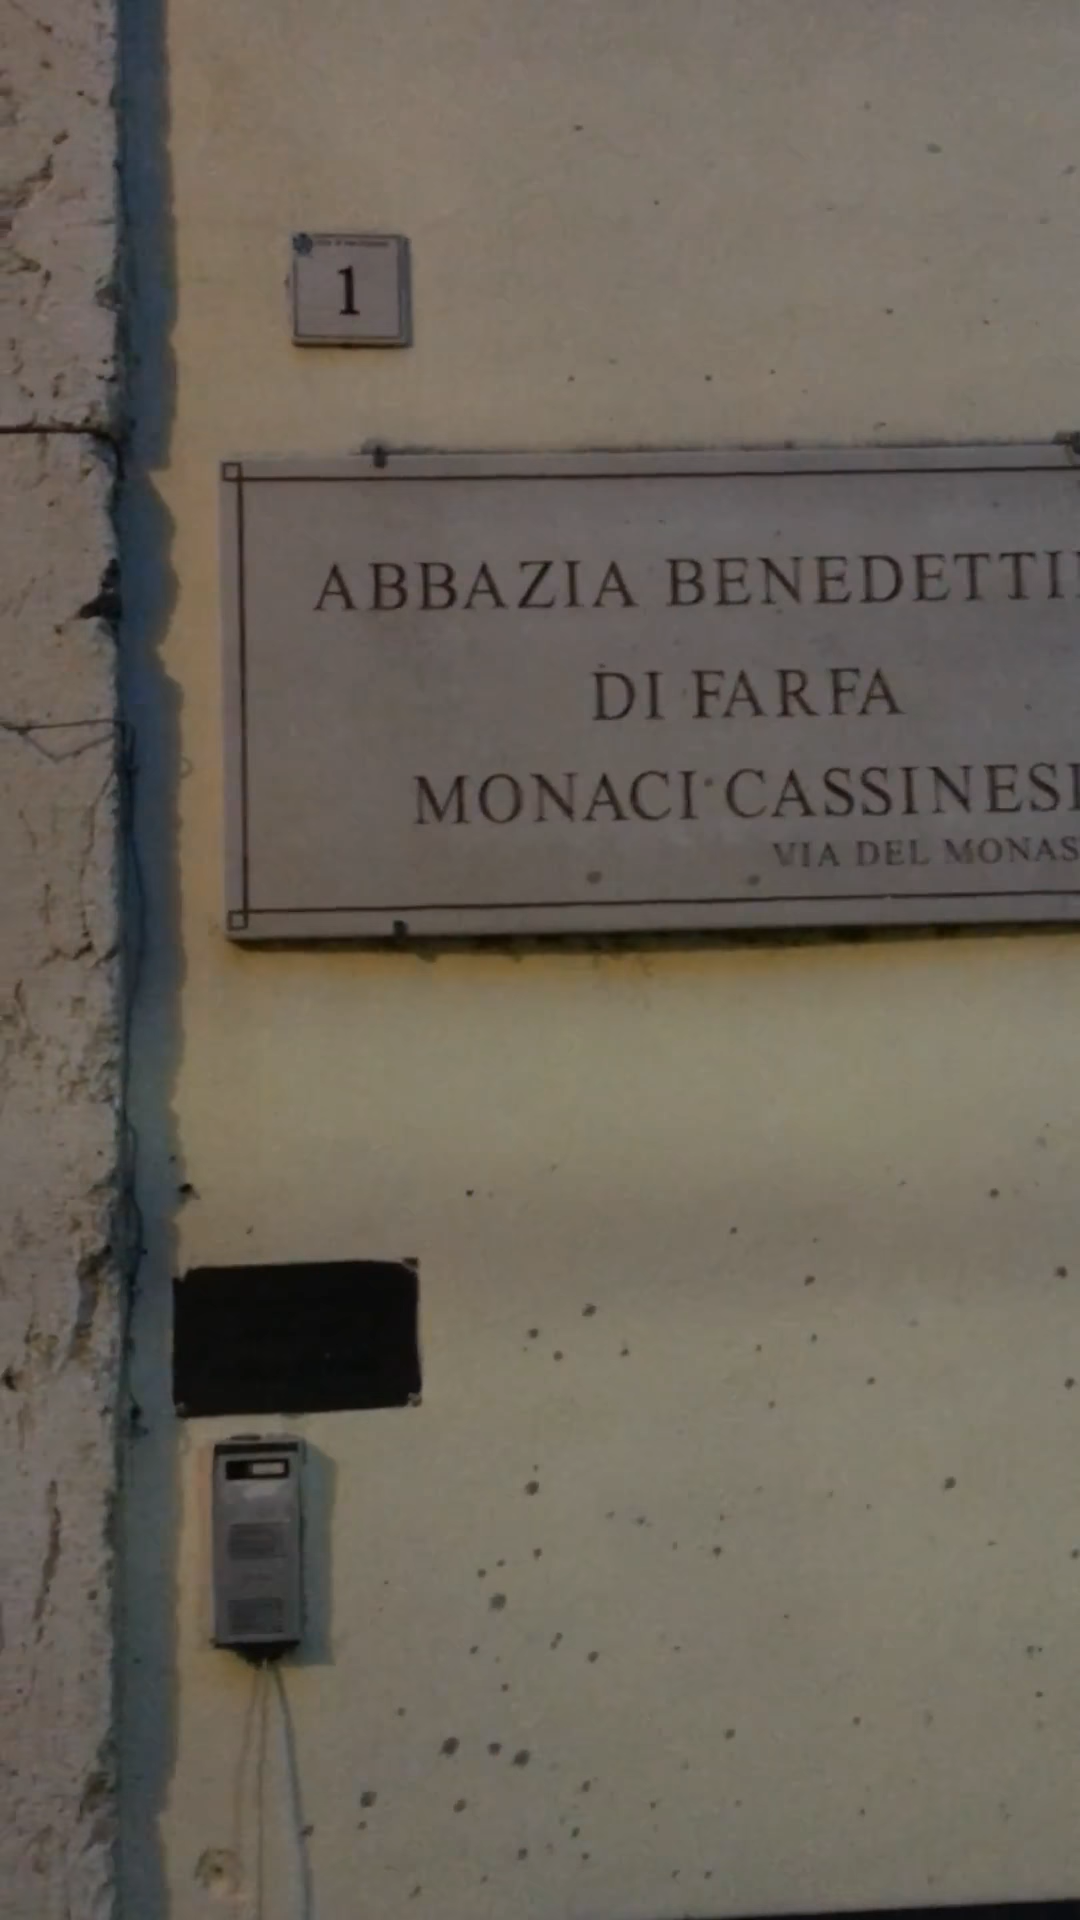 1
ABBAZIA BENEDETTI
DI FARFA
MONACI CASSINESI
VIA DEL MONAS